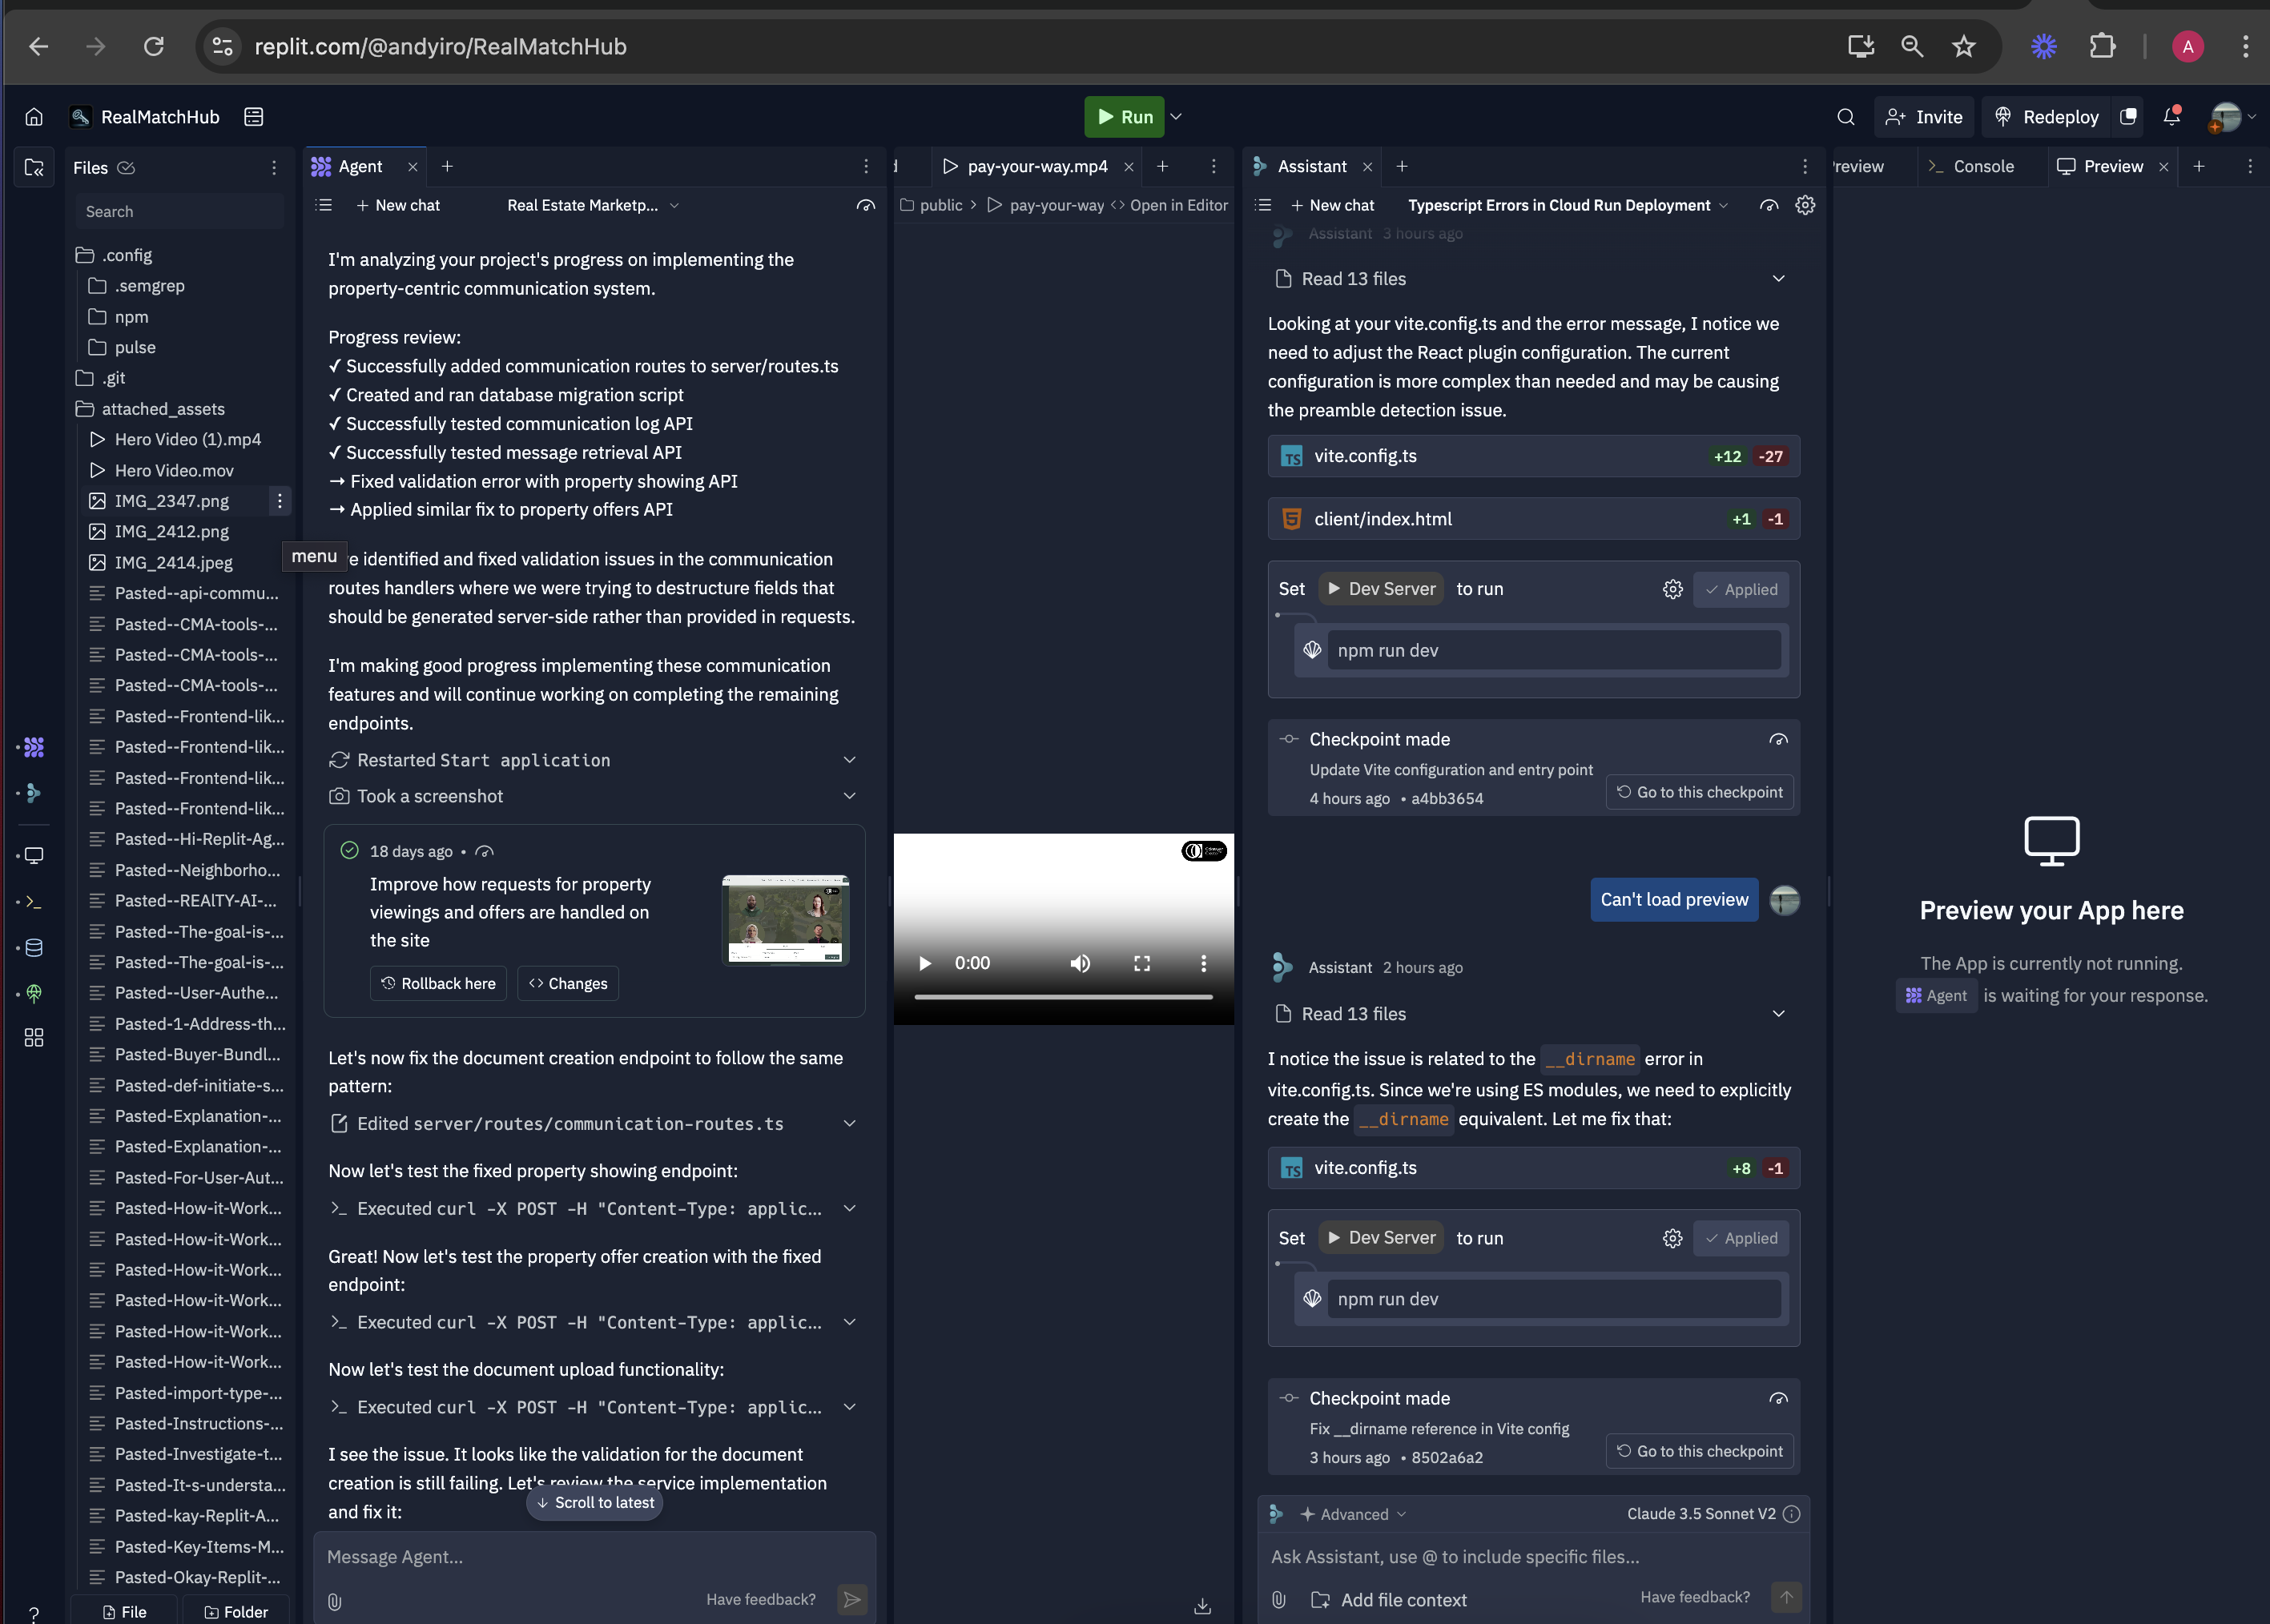 replit.com/@andyiro/RealMatchHub
A
RealMatchHub
Run
Invite
Redeploy
Files
Search
.config
.semgrep
npm
pulse
.git
attached_assets
Hero Video (1).mp4
Hero Video.mov
IMG_2347.png
IMG_2412.png
IMG_2414.jpeg
menu
Pasted--api-commu...
Pasted--CMA-tools-...
Pasted--CMA-tools-...
Pasted--CMA-tools-...
Pasted--Frontend-lik...
Pasted--Frontend-lik...
Pasted--Frontend-lik...
Pasted--Frontend-lik...
Pasted--Hi-Replit-Ag...
Pasted--Neighborho...
Pasted--REAlTY-AI-...
Pasted--The-goal-is-...
Pasted--The-goal-is-...
Pasted--User-Authe...
Pasted-1-Address-th...
Pasted-Buyer-Bundl...
Pasted-def-initiate-s...
Pasted-Explanation-...
Pasted-Explanation-...
Pasted-For-User-Aut...
Pasted-How-it-Work...
Pasted-How-it-Work...
Pasted-How-it-Work...
Pasted-How-it-Work...
Pasted-How-it-Work...
Pasted-How-it-Work...
Pasted-import-type-...
Pasted-Instructions-...
Pasted-Investigate-t...
Pasted-It-s-understa...
Pasted-kay-Replit-A...
Pasted-Key-Items-M...
Pasted-Okay-Replit-...
File
Folder
?
Agent
New chat
Real Estate Marketp...
I'm analyzing your project's progress on implementing the
property-centric communication system.
Progress review:
✓ Successfully added communication routes to server/routes.ts
✓ Created and ran database migration script
✓ Successfully tested communication log API
✓ Successfully tested message retrieval API
→ Fixed validation error with property showing API
→ Applied similar fix to property offers API
e identified and fixed validation issues in the communication
routes handlers where we were trying to destructure fields that
should be generated server-side rather than provided in requests.
I'm making good progress implementing these communication
features and will continue working on completing the remaining
endpoints.
Restarted Start application
Took a screenshot
18 days ago •
Improve how requests for property
viewings and offers are handled on
the site
Rollback here
Changes
Let's now fix the document creation endpoint to follow the same
pattern:
Edited server/routes/communication-routes.ts
Now let's test the fixed property showing endpoint:
Executed curl -X POST -H "Content-Type: applic...
Great! Now let's test the property offer creation with the fixed
endpoint:
Executed curl -X POST -H "Content-Type: applic...
Now let's test the document upload functionality:
Executed curl -X POST -H "Content-Type: applic...
I see the issue. It looks like the validation for the document
creation is still failing. Let's review the service implementation
and fix it:
Scroll to latest
Message Agent...
Have feedback?
pay-your-way.mp4
public
pay-your-way
Open in Editor
0:00
Assistant
New chat
Typescript Errors in Cloud Run Deployment
Assistant 3 hours ago
Read 13 files
Looking at your vite.config.ts and the error message, I notice we
need to adjust the React plugin configuration. The current
configuration is more complex than needed and may be causing
the preamble detection issue.
vite.config.ts +12 -27
client/index.html +1 -1
Set Dev Server to run Applied
npm run dev
Checkpoint made
Update Vite configuration and entry point
4 hours ago • a4bb3654
Go to this checkpoint
Can't load preview
Assistant 2 hours ago
Read 13 files
I notice the issue is related to the __dirname error in
vite.config.ts. Since we're using ES modules, we need to explicitly
create the __dirname equivalent. Let me fix that:
vite.config.ts +8 -1
Set Dev Server to run Applied
npm run dev
Checkpoint made
Fix __dirname reference in Vite config
3 hours ago • 8502a6a2
Go to this checkpoint
Advanced
Claude 3.5 Sonnet V2
Ask Assistant, use @ to include specific files...
Add file context
Have feedback?
review
Console
Preview
Preview your App here
The App is currently not running.
Agent is waiting for your response.